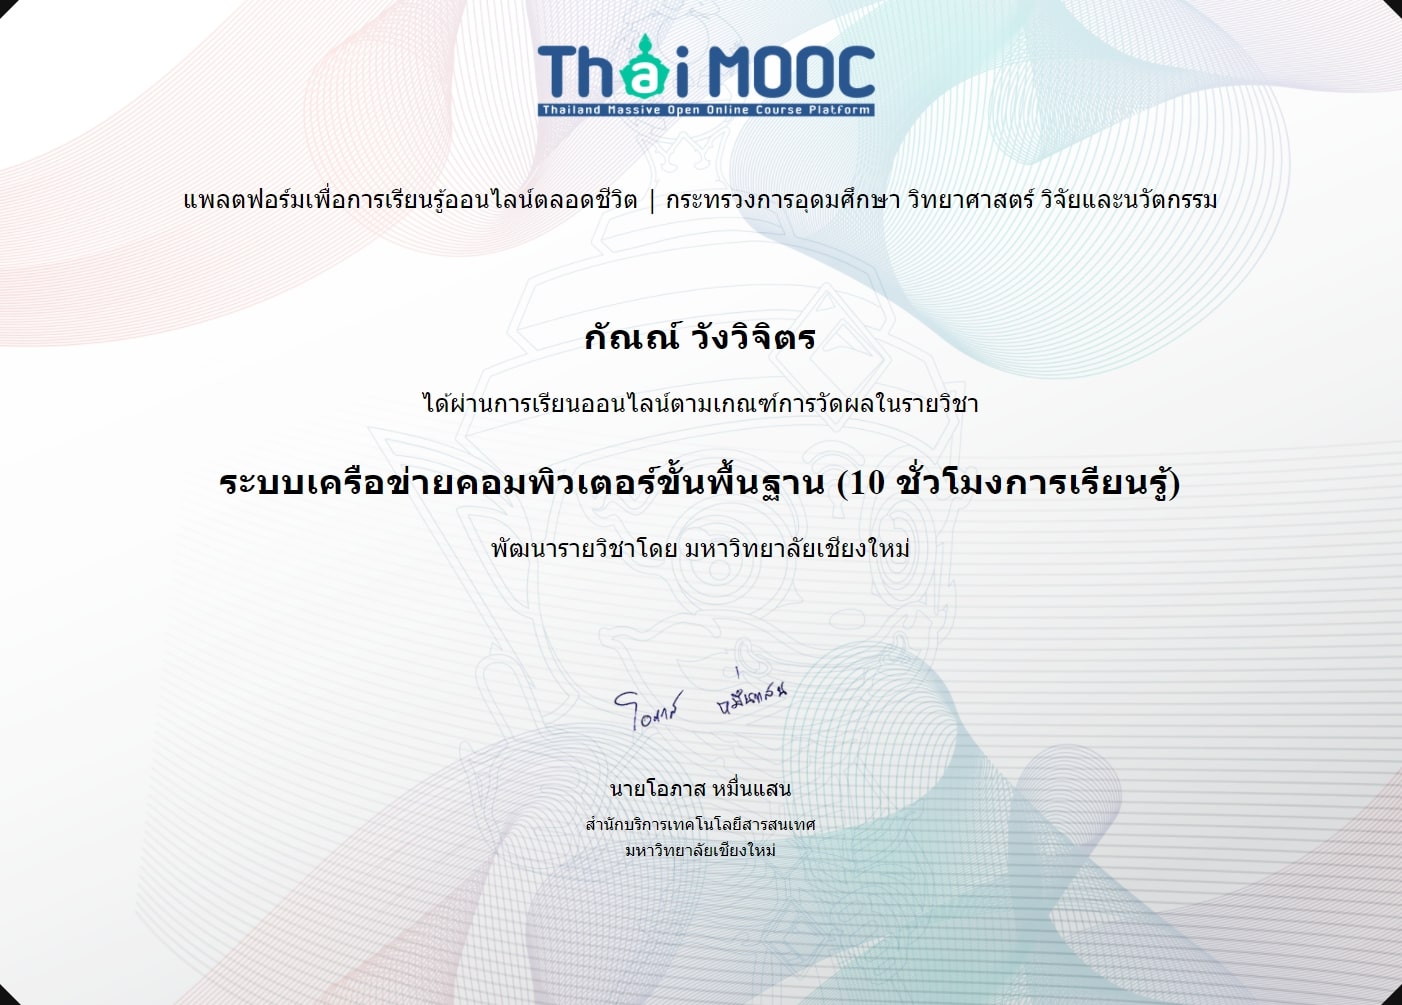 Thai MOOC
Thailand Massive Open Online Course Platform
แพลตฟอร์มเพื่อการเรียนรู้ออนไลน์ตลอดชีวิต | กระทรวงการอุดมศึกษา วิทยาศาสตร์ วิจัยและนวัตกรรม
กัณณ์ วังวิจิตร
ได้ผ่านการเรียนออนไลน์ตามเกณฑ์การวัดผลในรายวิชา
ระบบเครือข่ายคอมพิวเตอร์ขั้นพื้นฐาน (10 ชั่วโมงการเรียนรู้)
พัฒนารายวิชาโดย มหาวิทยาลัยเชียงใหม่
โอภาส หมื่นแสน
นายโอภาส หมื่นแสน
สำนักบริการเทคโนโลยีสารสนเทศ
มหาวิทยาลัยเชียงใหม่